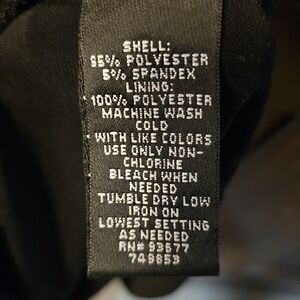 SHELL:
95% POLYESTER
5% SPANDEX
LINING:
100% POLYESTER
MACHINE WASH
COLD
WITH LIKE COLORS
USE ONLY NON-
CHLORINE
BLEACH WHEN
NEEDED
TUMBLE DRY LOW
IRON ON
LOWEST SETTING
AS NEEDED
RN# 93677
749853